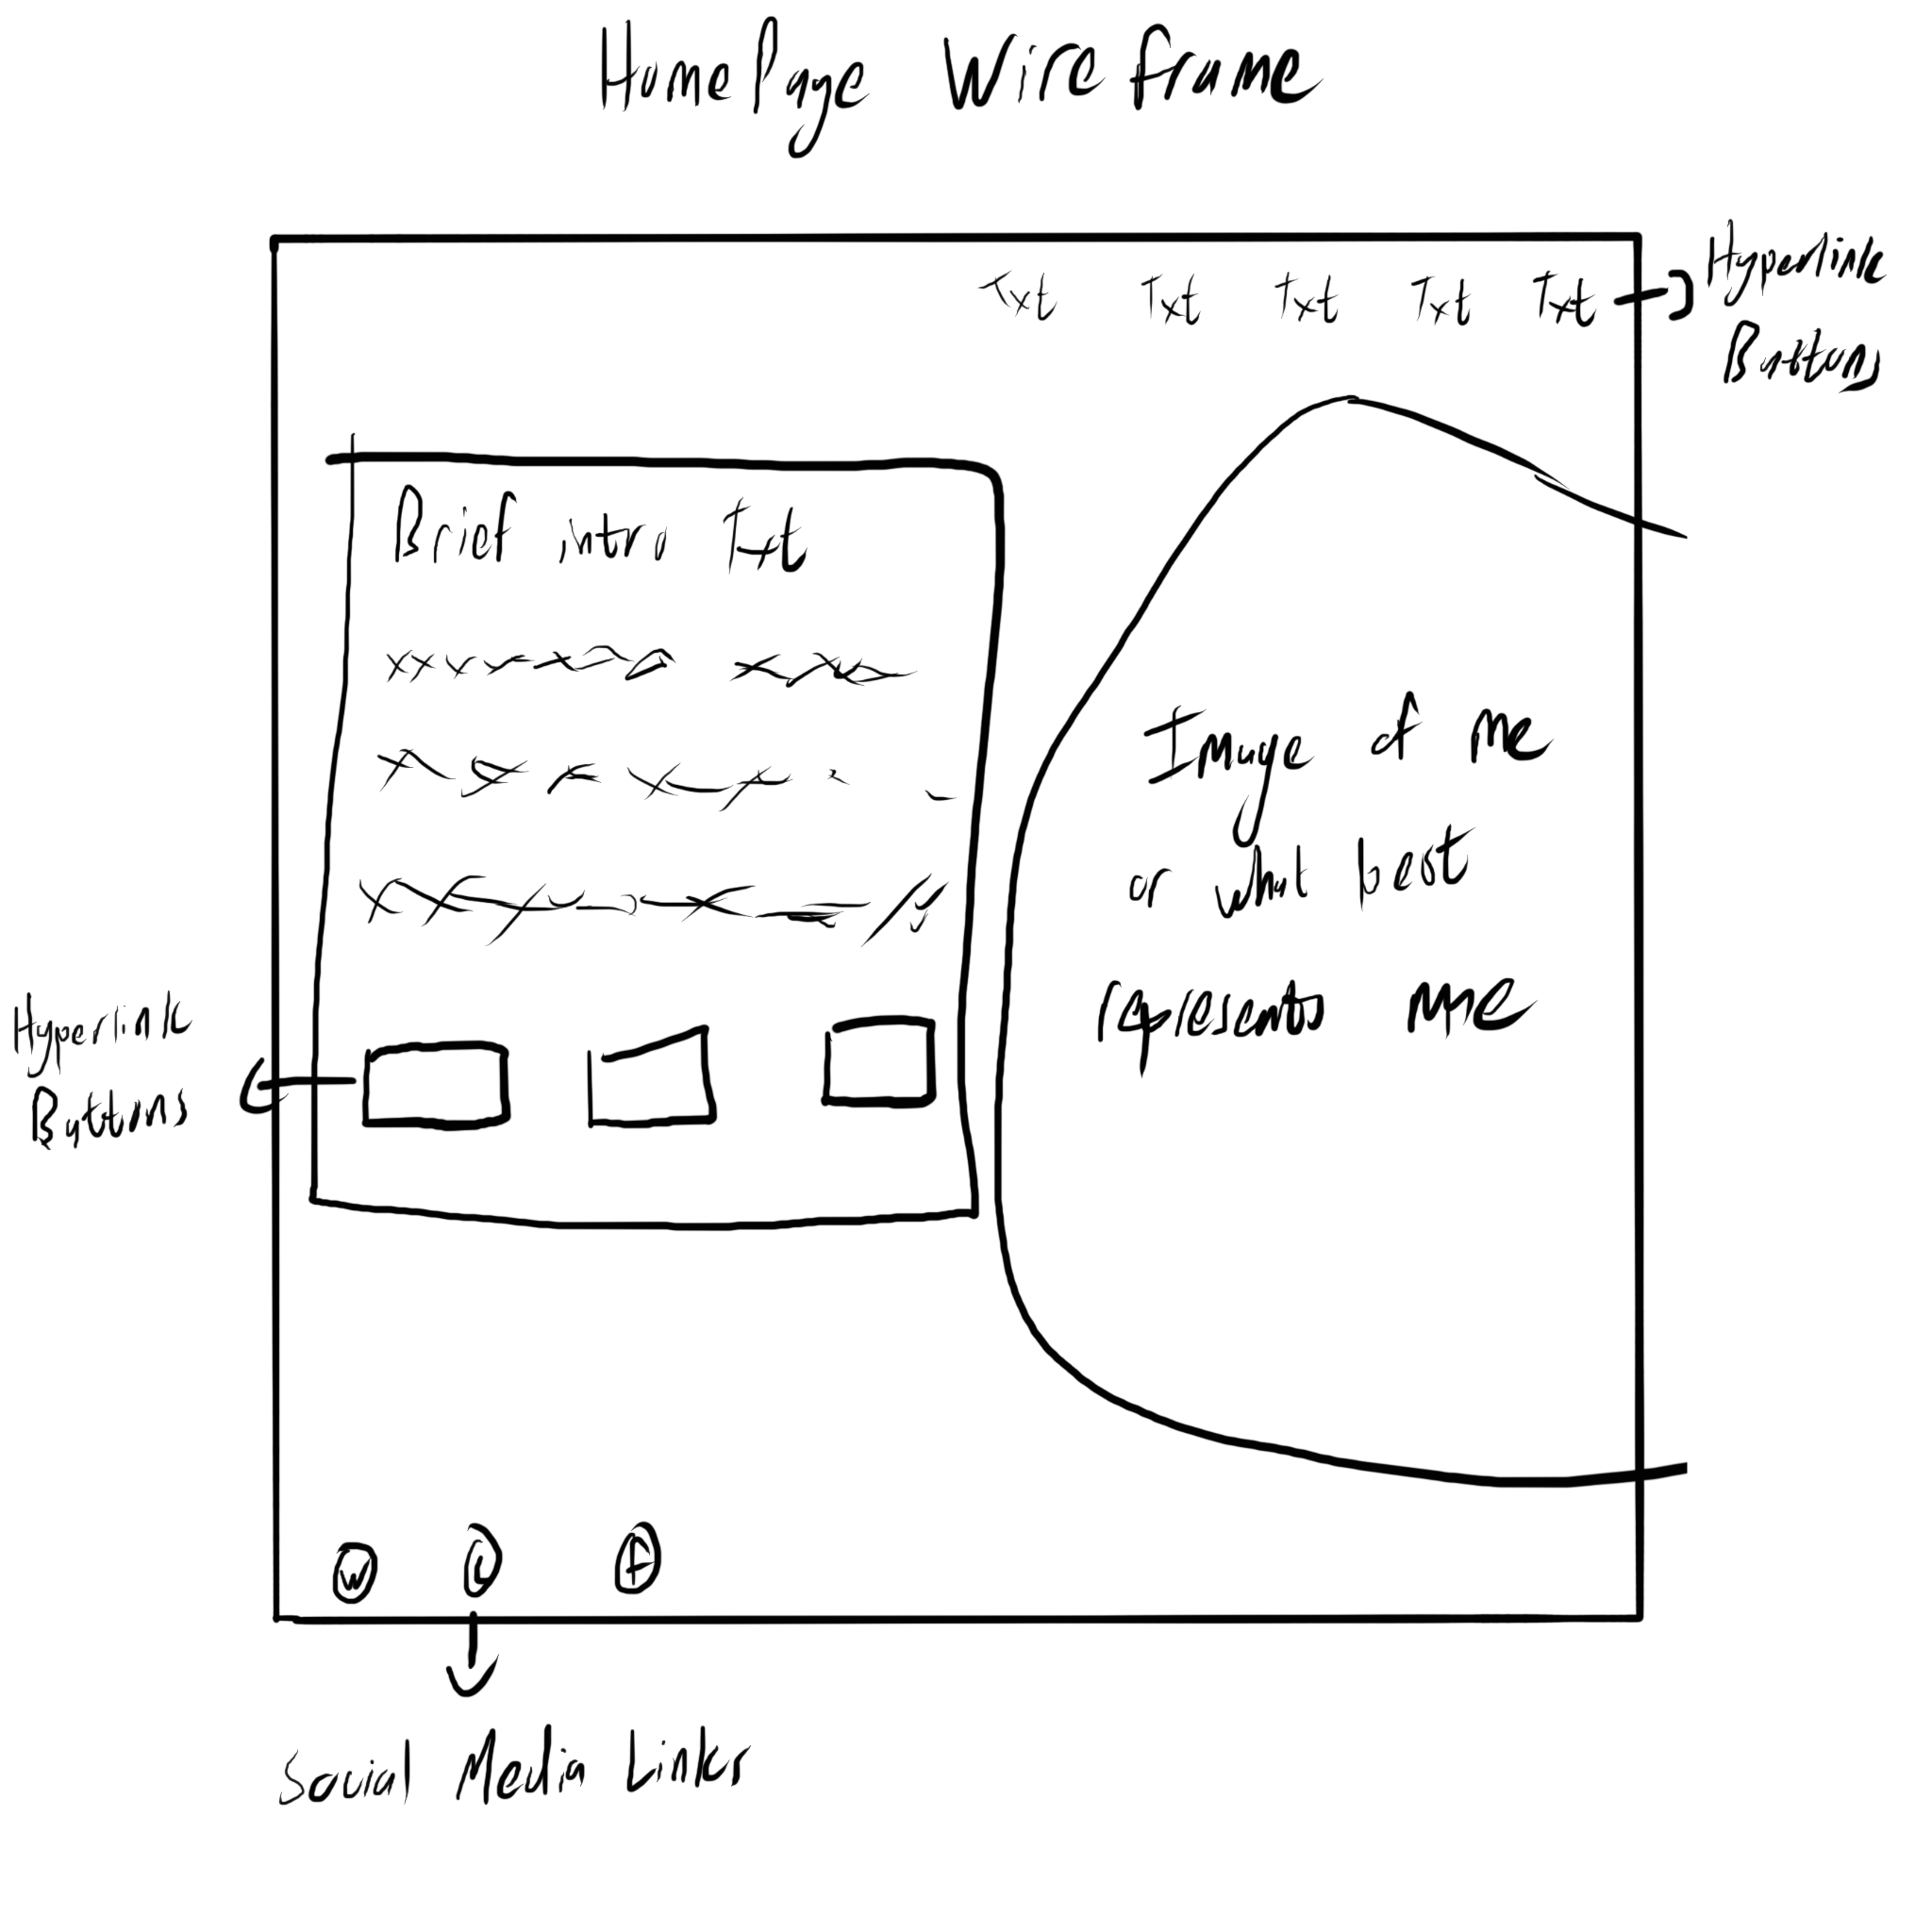 HomePage Wireframe
Txt Txt Txt Txt Txt
Hyperlink
Buttons
Brief intro Txt
Image of me
or what best
represents me
Hyperlink
Buttons
W f
Social Media Links